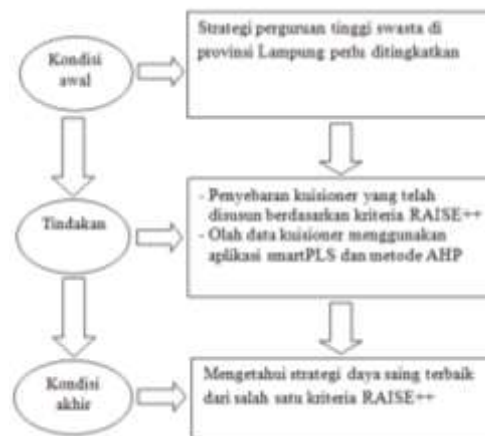 Kondisi
awal
Strategi perguruan tinggi swasta di
provinsi Lampung perlu ditingkatkan
Tindakan
- Penyebaran kuisioner yang telah
disusun berdasarkan kriteria RAISE++
- Olah data kuisioner menggunakan
aplikasi smartPLS dan metode AHP
Kondisi
akhir
Mengetahui strategi daya saing terbaik
dari salah satu kriteria RAISE++